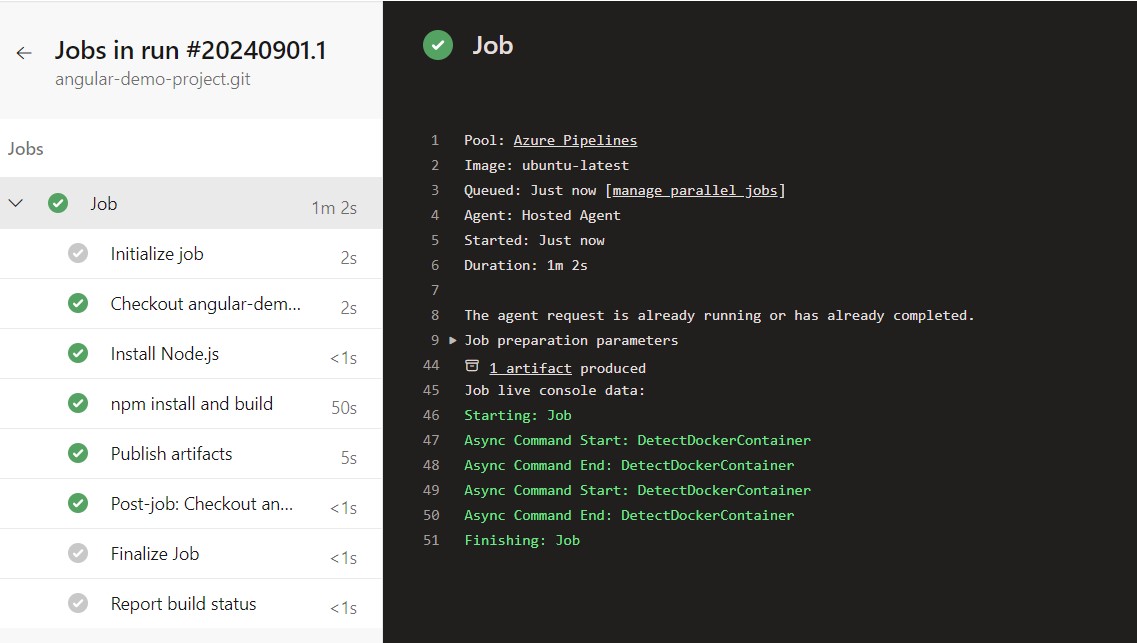 Jobs in run #20240901.1
angular-demo-project.git
Jobs
Job 1m 2s
Initialize job 2s
Checkout angular-dem... 2s
Install Node.js <1s
npm install and build 50s
Publish artifacts 5s
Post-job: Checkout an... <1s
Finalize Job <1s
Report build status <1s
Job
1 Pool: Azure Pipelines
2 Image: ubuntu-latest
3 Queued: Just now [manage parallel jobs]
4 Agent: Hosted Agent
5 Started: Just now
6 Duration: 1m 2s
7
8 The agent request is already running or has already completed.
9 Job preparation parameters
44 1 artifact produced
45 Job live console data:
46 Starting: Job
47 Async Command Start: DetectDockerContainer
48 Async Command End: DetectDockerContainer
49 Async Command Start: DetectDockerContainer
50 Async Command End: DetectDockerContainer
51 Finishing: Job